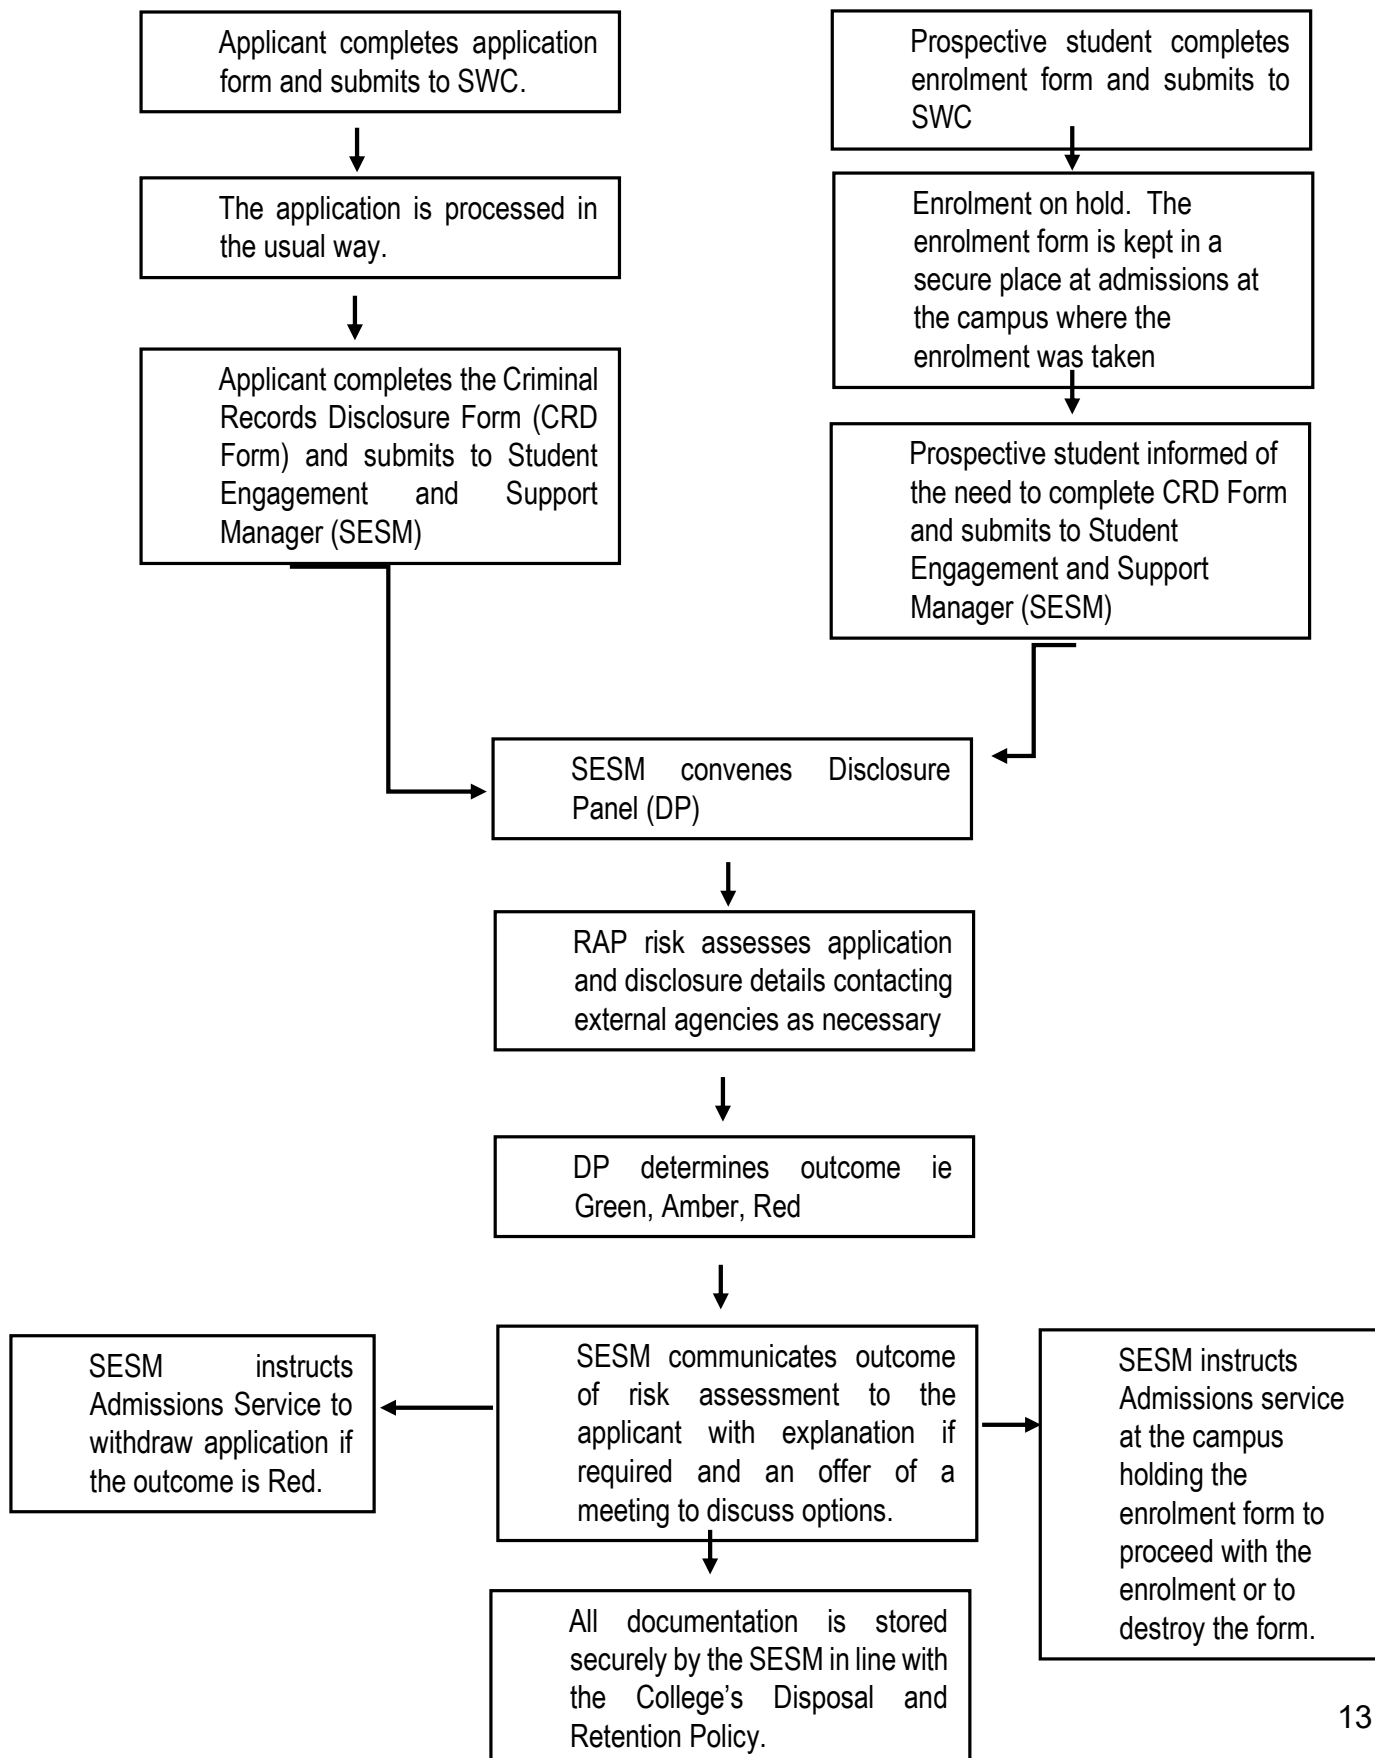 Applicant completes application
form and submits to SWC.
The application is processed in
the usual way.
Applicant completes the Criminal
Records Disclosure Form (CRD
Form) and submits to Student
Engagement and Support
Manager (SESM)
Prospective student completes
enrolment form and submits to
SWC
Enrolment on hold. The
enrolment form is kept in a
secure place at admissions at
the campus where the
enrolment was taken
Prospective student informed of
the need to complete CRD Form
and submits to Student
Engagement and Support
Manager (SESM)
SESM convenes Disclosure
Panel (DP)
RAP risk assesses application
and disclosure details contacting
external agencies as necessary
DP determines outcome ie
Green, Amber, Red
SESM instructs
Admissions Service to
withdraw application if
the outcome is Red.
SESM communicates outcome
of risk assessment to the
applicant with explanation if
required and an offer of a
meeting to discuss options.
SESM instructs
Admissions service
at the campus
holding the
enrolment form to
proceed with the
enrolment or to
destroy the form.
All documentation is stored
securely by the SESM in line with
the College’s Disposal and
Retention Policy.
13